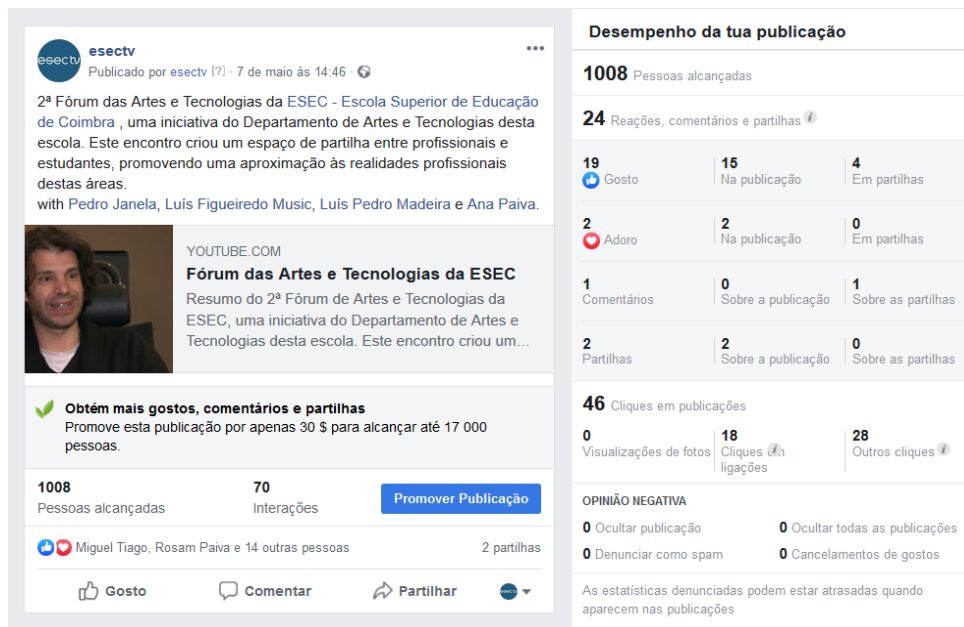 esectv
esectv
Publicado por esectv [?] · 7 de maio às 14:46 ·
2ª Fórum das Artes e Tecnologias da ESEC - Escola Superior de Educação
de Coimbra , uma iniciativa do Departamento de Artes e Tecnologias desta
escola. Este encontro criou um espaço de partilha entre profissionais e
estudantes, promovendo uma aproximação às realidades profissionais
destas áreas.
with Pedro Janela, Luís Figueiredo Music, Luís Pedro Madeira e Ana Paiva.
YOUTUBE.COM
Fórum das Artes e Tecnologias da ESEC
Resumo do 2ª Fórum de Artes e Tecnologias da
ESEC, uma iniciativa do Departamento de Artes e
Tecnologias desta escola. Este encontro criou um...
Obtém mais gostos, comentários e partilhas
Promove esta publicação por apenas 30 $ para alcançar até 17 000
pessoas.
1008 70
Pessoas alcançadas Interações
Promover Publicação
Miguel Tiago, Rosam Paiva e 14 outras pessoas 2 partilhas
Gosto Comentar Partilhar esectv
Desempenho da tua publicação
1008 Pessoas alcançadas
24 Reações, comentários e partilhas i
19 15 4
Gosto Na publicação Em partilhas
2 2 0
Adoro Na publicação Em partilhas
1 0 1
Comentários Sobre a publicação Sobre as partilhas
2 2 0
Partilhas Sobre a publicação Sobre as partilhas
46 Cliques em publicações
0 18 28
Visualizações de fotos Cliques em Outros cliques i
ligações
OPINIÃO NEGATIVA
0 Ocultar publicação 0 Ocultar todas as publicações
0 Denunciar como spam 0 Cancelamentos de gostos
As estatísticas denunciadas podem estar atrasadas quando
aparecem nas publicações